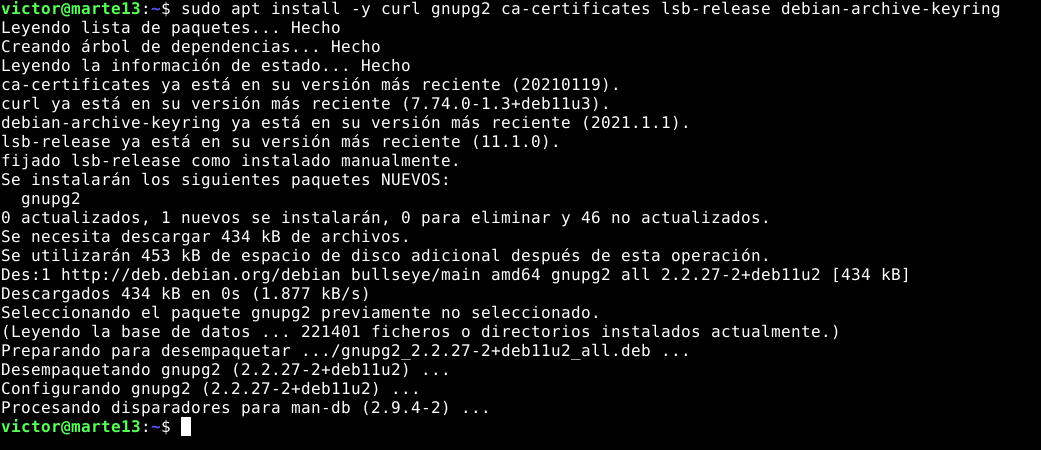 victor@marte13:~$ sudo apt install -y curl gnupg2 ca-certificates lsb-release debian-archive-keyring
Leyendo lista de paquetes... Hecho
Creando árbol de dependencias... Hecho
Leyendo la información de estado... Hecho
ca-certificates ya está en su versión más reciente (20210119).
curl ya está en su versión más reciente (7.74.0-1.3+deb11u3).
debian-archive-keyring ya está en su versión más reciente (2021.1.1).
lsb-release ya está en su versión más reciente (11.1.0).
fijado lsb-release como instalado manualmente.
Se instalarán los siguientes paquetes NUEVOS:
  gnupg2
0 actualizados, 1 nuevos se instalarán, 0 para eliminar y 46 no actualizados.
Se necesita descargar 434 kB de archivos.
Se utilizarán 453 kB de espacio de disco adicional después de esta operación.
Des:1 http://deb.debian.org/debian bullseye/main amd64 gnupg2 all 2.2.27-2+deb11u2 [434 kB]
Descargados 434 kB en 0s (1.877 kB/s)
Seleccionando el paquete gnupg2 previamente no seleccionado.
(Leyendo la base de datos ... 221401 ficheros o directorios instalados actualmente.)
Preparando para desempaquetar .../gnupg2_2.2.27-2+deb11u2_all.deb ...
Desempaquetando gnupg2 (2.2.27-2+deb11u2) ...
Configurando gnupg2 (2.2.27-2+deb11u2) ...
Procesando disparadores para man-db (2.9.4-2) ...
victor@marte13:~$